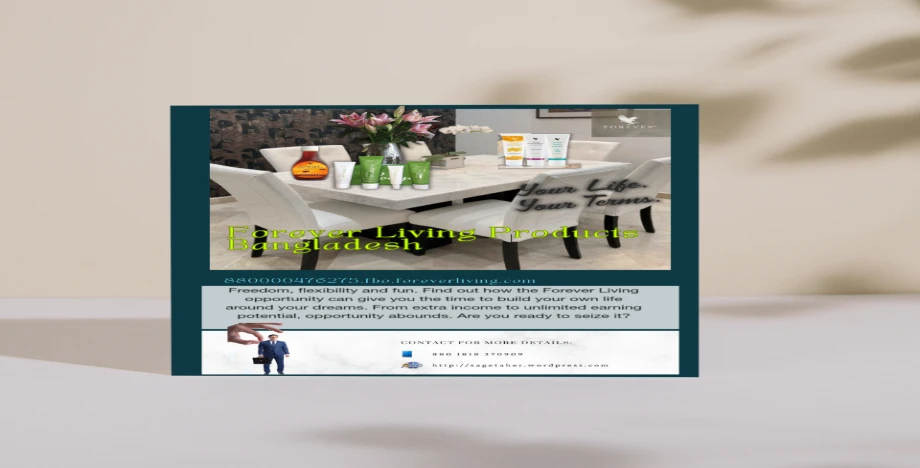 FOREVER
Your Life.
Your Terms.
Forever Living Products
Bangladesh
880000476275.fbo.foreverliving.com
Freedom, flexibility and fun. Find out how the Forever Living
opportunity can give you the time to build your own life
around your dreams. From extra income to unlimited earning
potential, opportunity abounds. Are you ready to seize it?
CONTACT FOR MORE DETAILS:
880 1818 370909
http://sagetaher.wordpress.com